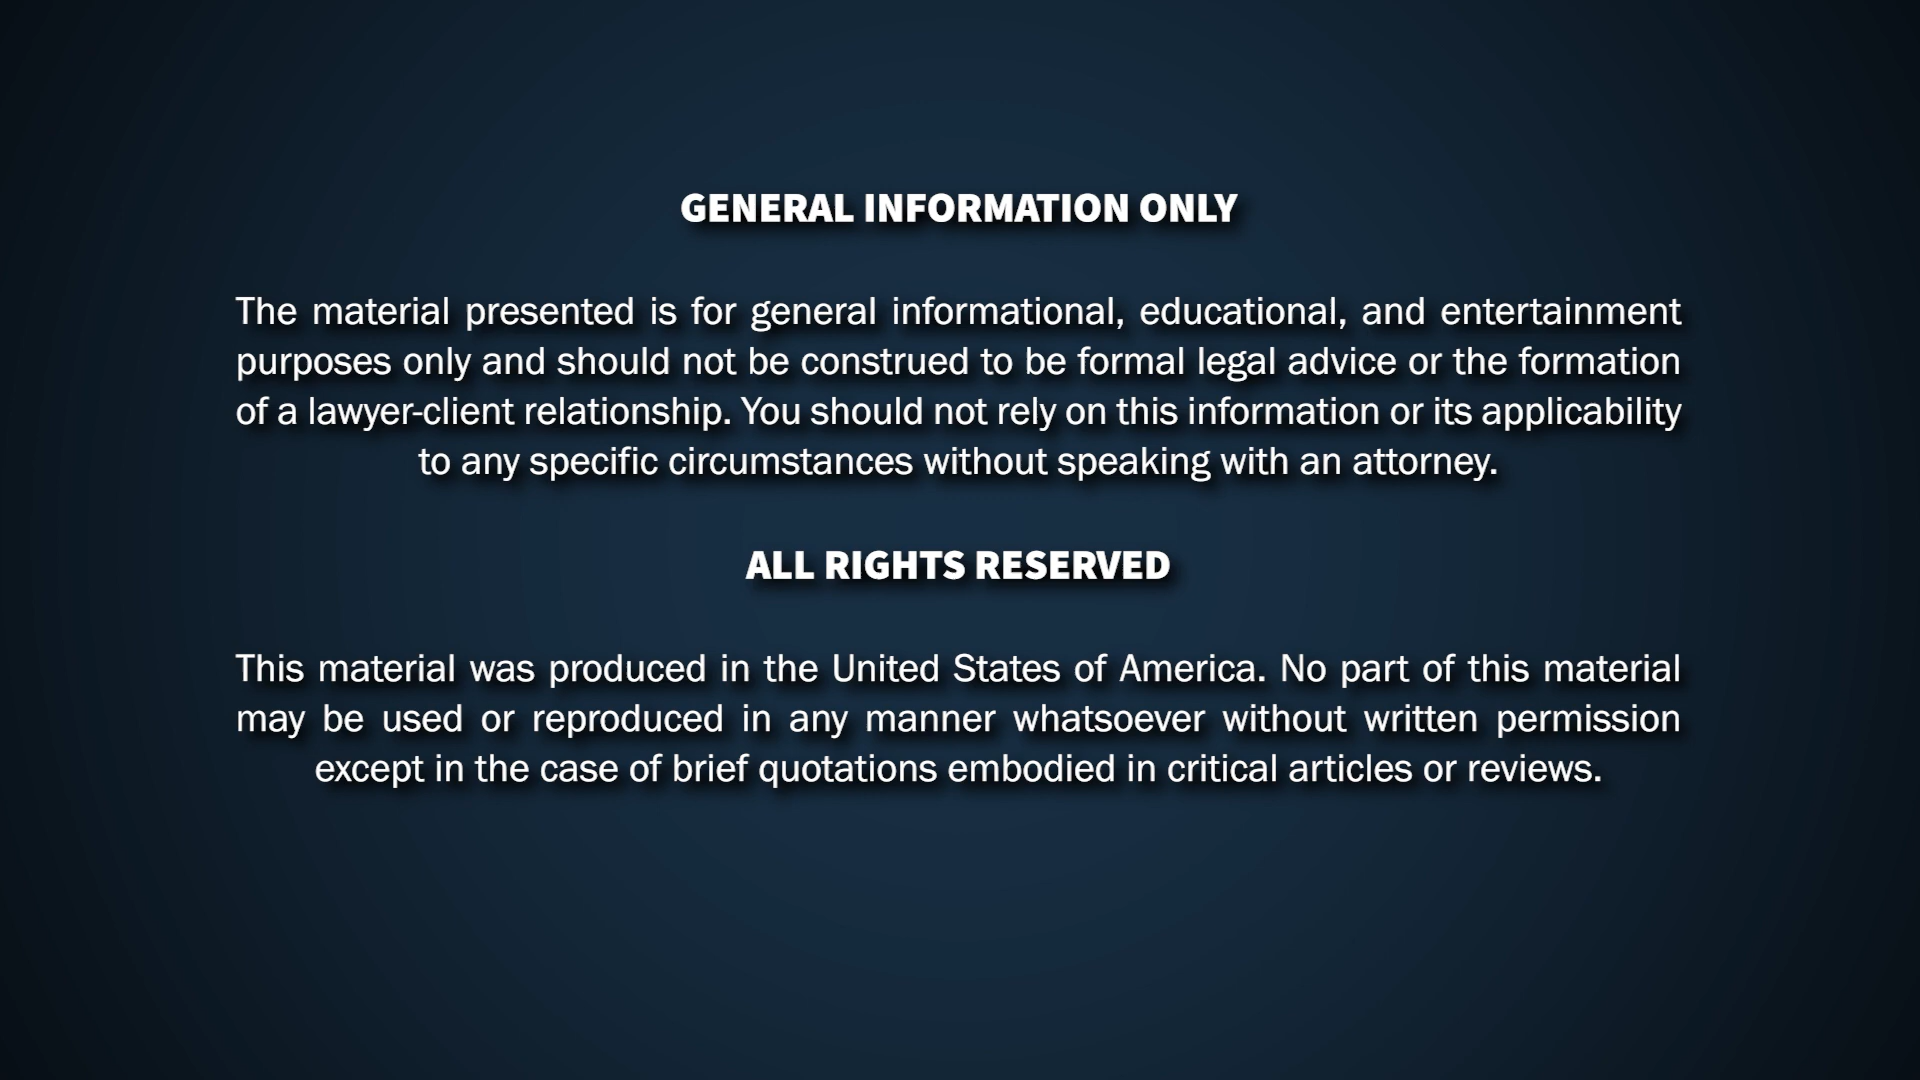 GENERAL INFORMATION ONLY
The material presented is for general informational, educational, and entertainment
purposes only and should not be construed to be formal legal advice or the formation
of a lawyer-client relationship. You should not rely on this information or its applicability
to any specific circumstances without speaking with an attorney.
ALL RIGHTS RESERVED
This material was produced in the United States of America. No part of this material
may be used or reproduced in any manner whatsoever without written permission
except in the case of brief quotations embodied in critical articles or reviews.